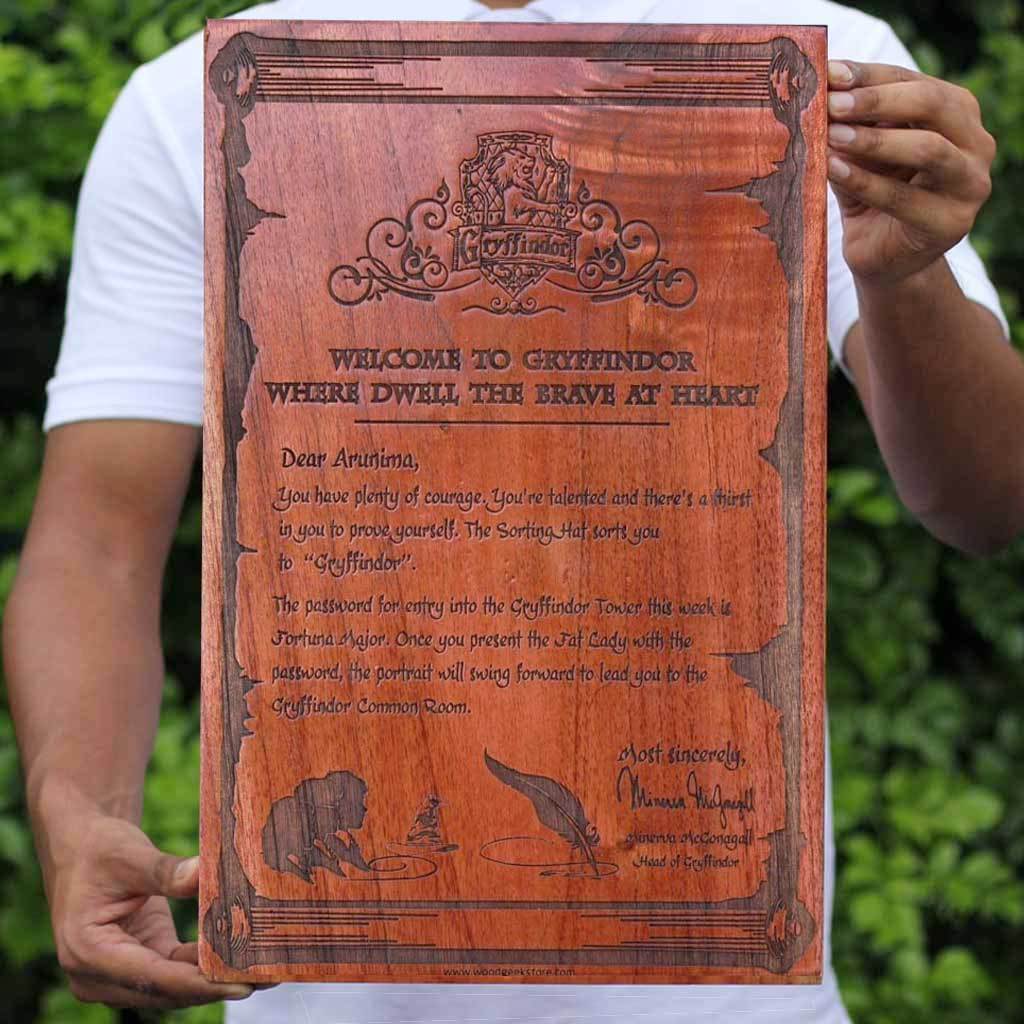 Gryffindor
WELCOME TO GRYFFINDOR
WHERE DWELL THE BRAVE AT HEART
Dear Arunima,
You have plenty of courage. You're talented and there's a thirst
in you to prove yourself. The Sorting Hat sorts you
to "Gryffindor".
The password for entry into the Gryffindor Tower this week is
Fortuna Major. Once you present the Fat Lady with the
password, the portrait will swing forward to lead you to the
Gryffindor Common Room.
Most sincerely,
Minerva McGonagall
Minerva McGonagall
Head of Gryffindor
www.woodgeekstore.com